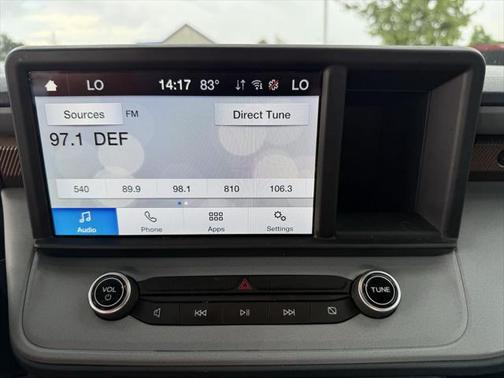 LO 14:17 83° LO
Sources FM Direct Tune
97.1 DEF
540 89.9 98.1 810 106.3
Audio Phone Apps Settings
VOL TUNE